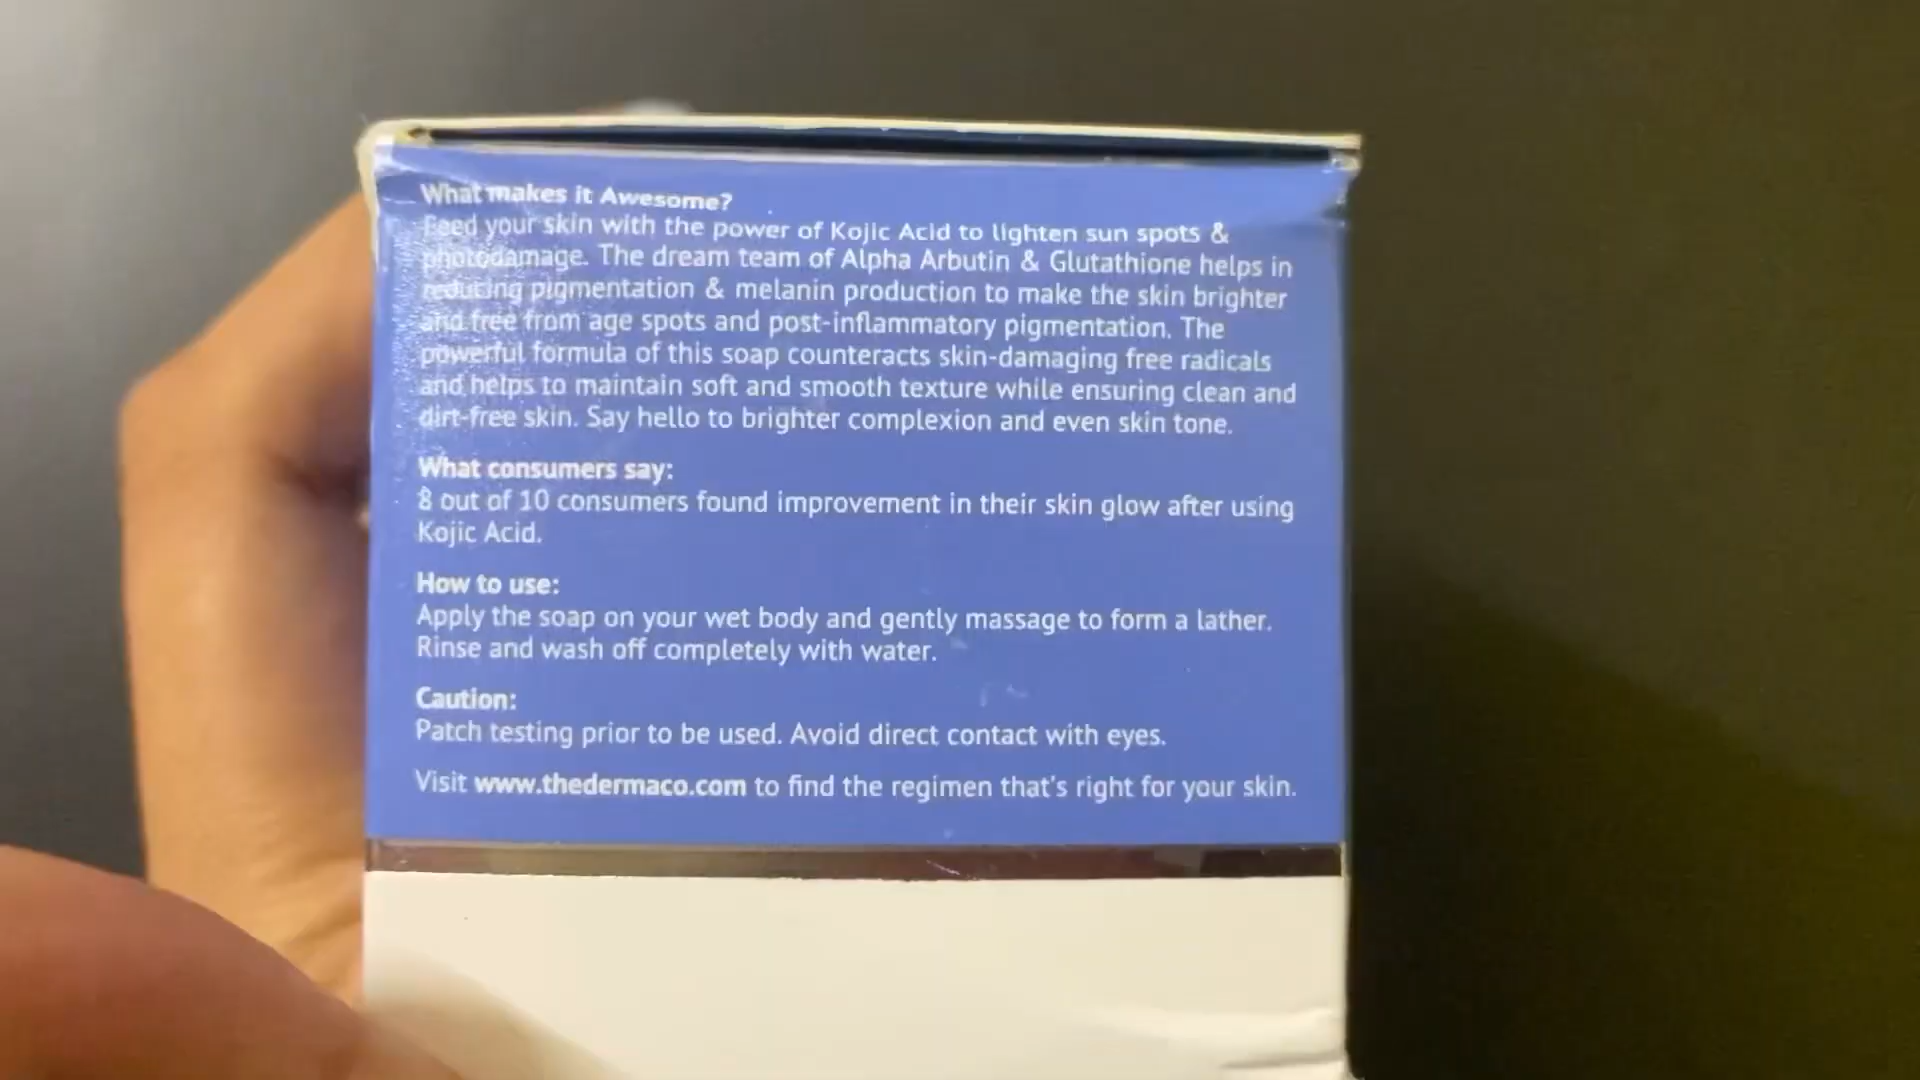 What makes it Awesome?
Feed your skin with the power of Kojic Acid to lighten sun spots &
photodamage. The dream team of Alpha Arbutin & Glutathione helps in
reducing pigmentation & melanin production to make the skin brighter
and free from age spots and post-inflammatory pigmentation. The
powerful formula of this soap counteracts skin-damaging free radicals
and helps to maintain soft and smooth texture while ensuring clean and
dirt-free skin. Say hello to brighter complexion and even skin tone.
What consumers say:
8 out of 10 consumers found improvement in their skin glow after using
Kojic Acid.
How to use:
Apply the soap on your wet body and gently massage to form a lather.
Rinse and wash off completely with water.
Caution:
Patch testing prior to be used. Avoid direct contact with eyes.
Visit www.thedermaco.com to find the regimen that's right for your skin.